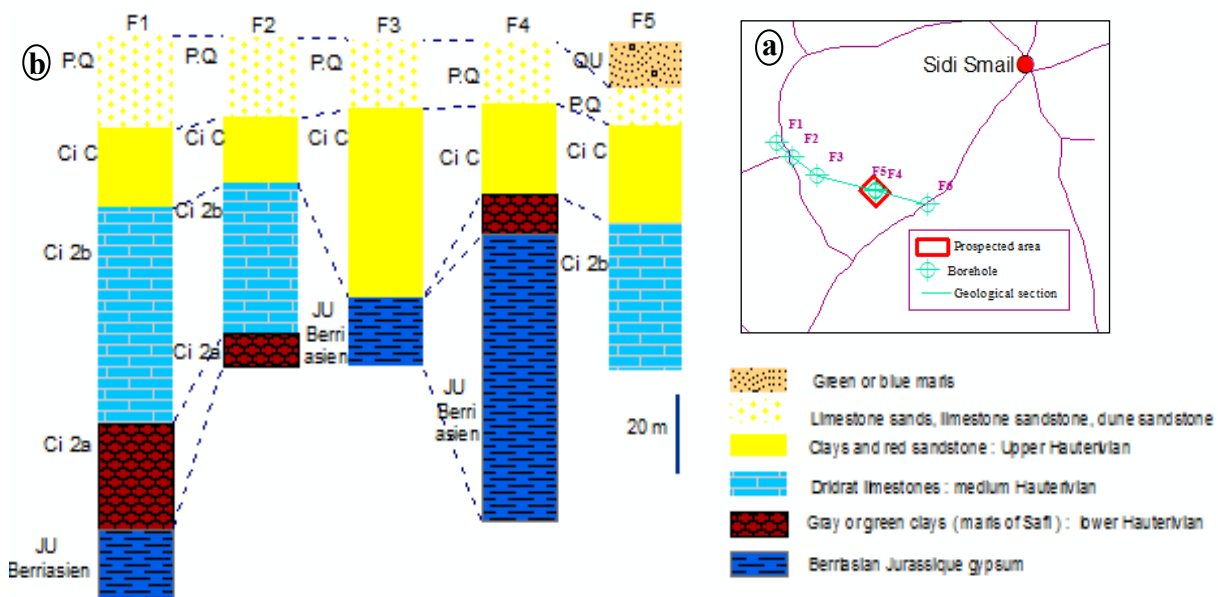 F1
F2
F3
F4
F5
b
P.Q
P.Q
P.Q
P.Q
QU
P.Q
Ci C
Ci C
Ci C
Ci C
Ci 2b
Ci 2b
Ci 2b
Ci 2a
Ci 2a
JU
Berri
asien
JU
Berri
asien
JU
Berriasien
20 m
a
Sidi Smail
F1
F2
F3
F5
F4
F6
Prospected area
Borehole
Geological section
Green or blue marls
Limestone sands, limestone sandstone, dune sandstone
Clays and red sandstone : Upper Hauterivian
Dridrat limestones : medium Hauterivian
Gray or green clays (marls of Safi) : lower Hauterivian
Berriasian Jurassique gypsum